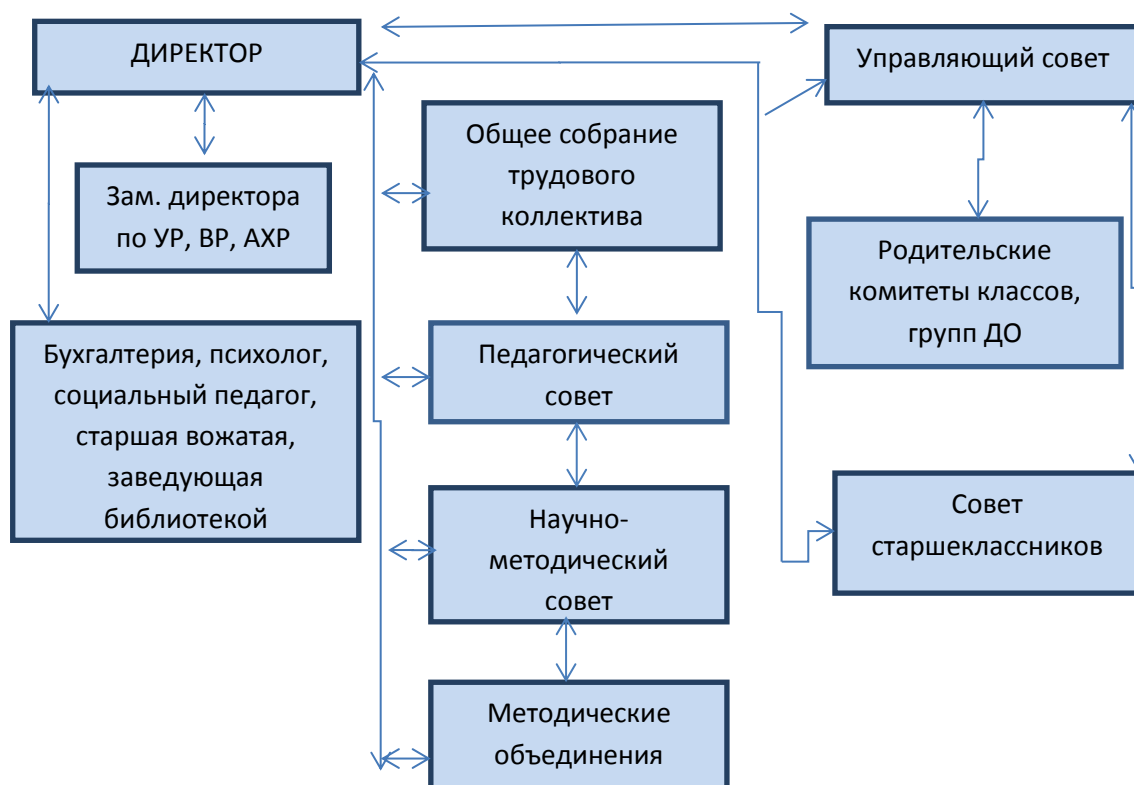 ДИРЕКТОР
Управляющий совет
Общее собрание
трудового
коллектива
Зам. директора
по УР, ВР, АХР
Родительские
комитеты классов,
групп ДО
Бухгалтерия, психолог,
социальный педагог,
старшая вожатая,
заведующая
библиотекой
Педагогический
совет
Научно-
методический
совет
Совет
старшеклассников
Методические
объединения